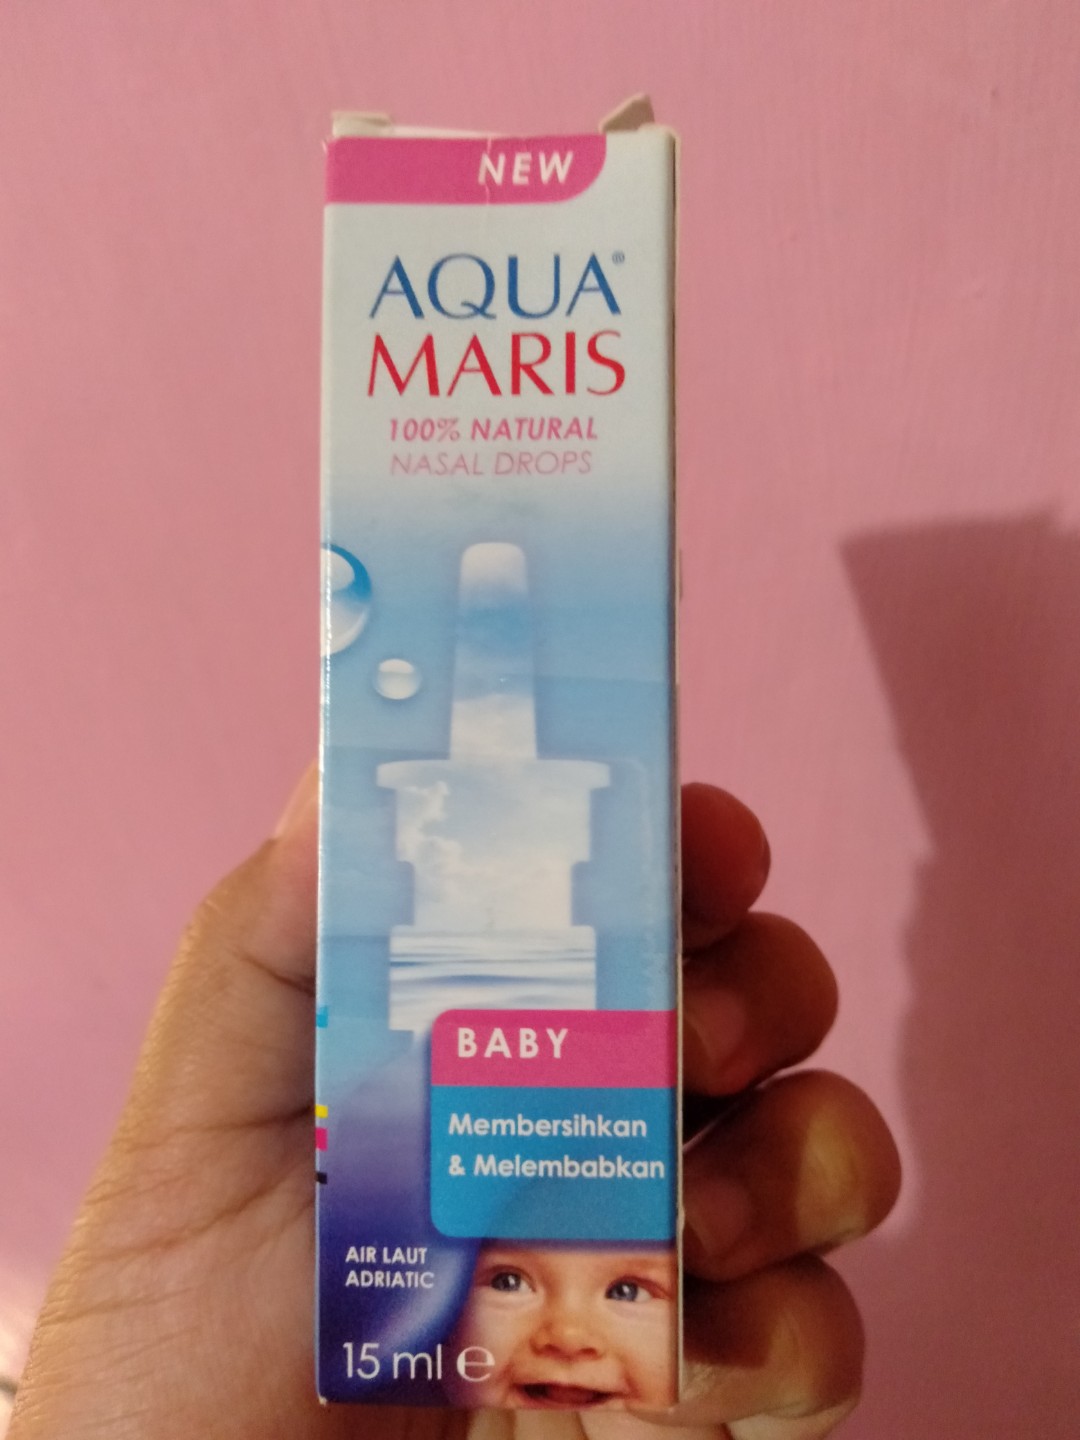 NEW
AQUA®
MARIS
100% NATURAL
NASAL DROPS
BABY
Membersihkan
& Melembabkan
AIR LAUT
ADRIATIC
15 ml ℮